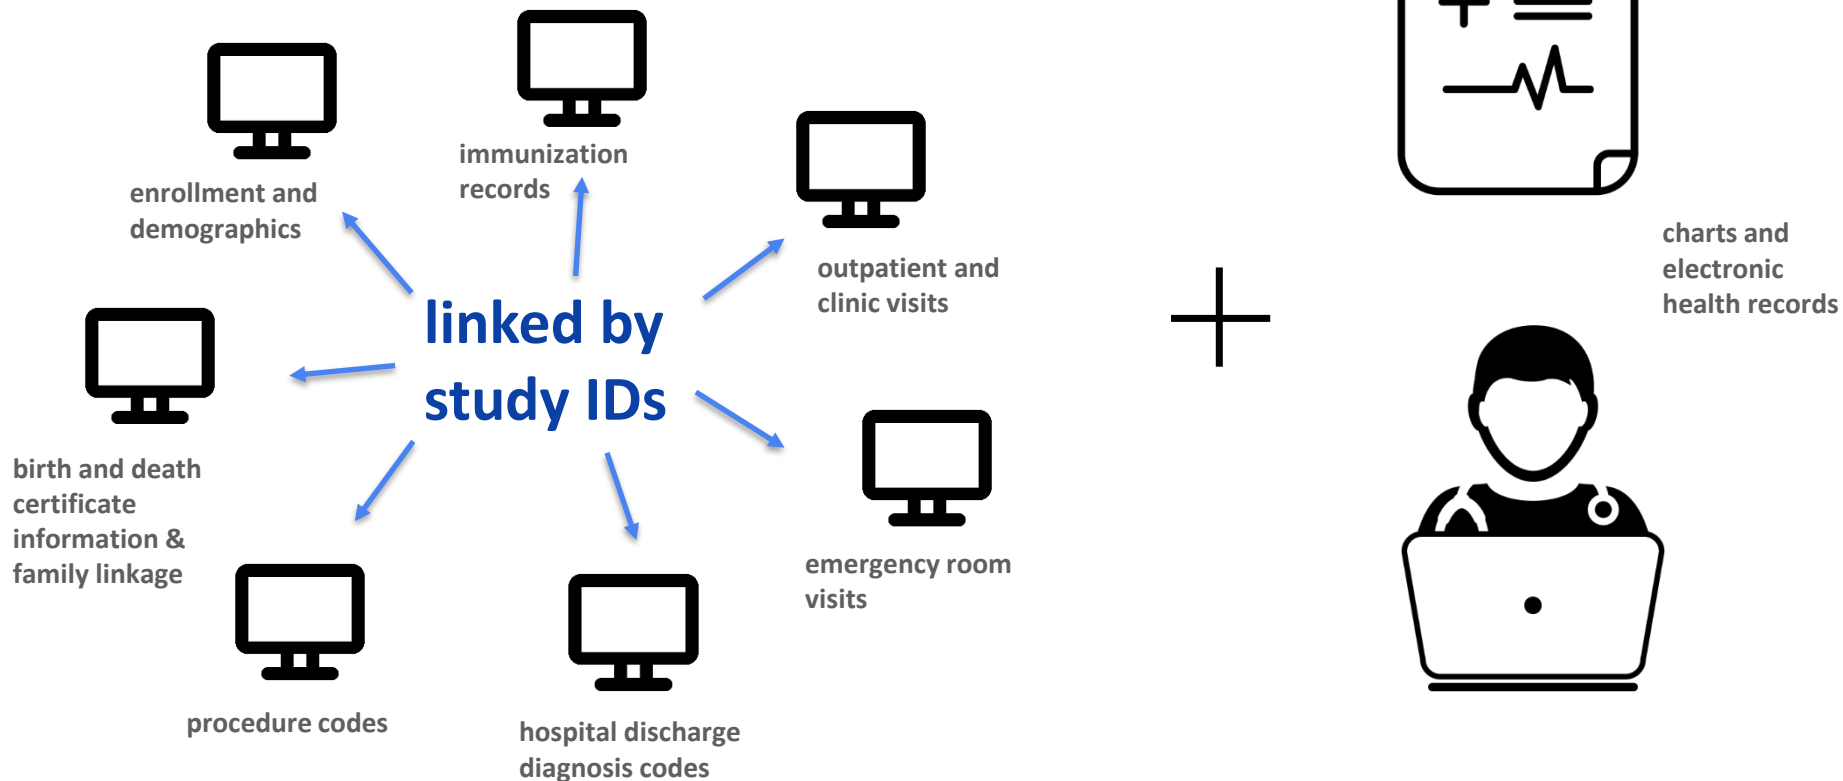 immunization
records
enrollment and
demographics
outpatient and
clinic visits
linked by
study IDs
birth and death
certificate
information &
family linkage
emergency room
visits
procedure codes
hospital discharge
diagnosis codes
charts and
electronic
health records